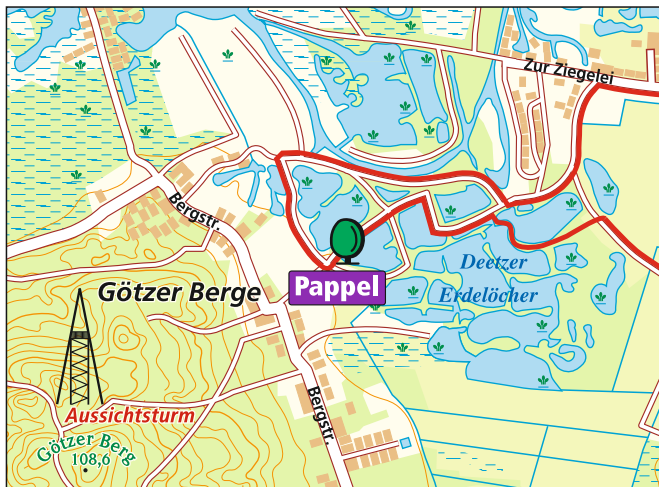 Zur Ziegelei
Bergstr.
Deetzer
Erdelöcher
Götzer Berge
Pappel
Bergstr.
Aussichtsturm
Götzer Berg
108,6